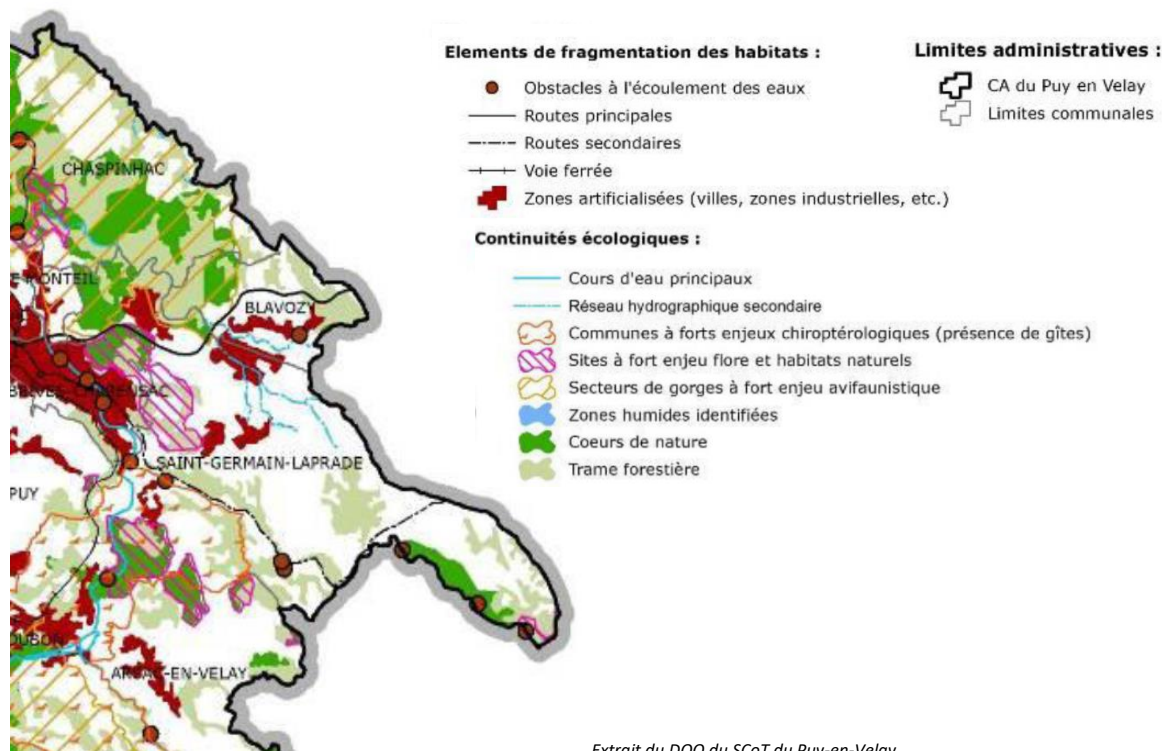 Elements de fragmentation des habitats :
Obstacles à l'écoulement des eaux
Routes principales
Routes secondaires
Voie ferrée
Zones artificialisées (villes, zones industrielles, etc.)
Continuités écologiques :
Cours d'eau principaux
Réseau hydrographique secondaire
Communes à forts enjeux chiroptérologiques (présence de gîtes)
Sites à fort enjeu flore et habitats naturels
Secteurs de gorges à fort enjeu avifaunistique
Zones humides identifiées
Coeurs de nature
Trame forestière
Limites administratives :
CA du Puy en Velay
Limites communales
CHASPINHAC
MONTEIL
BLAVOZY
SAINT-GERMAIN-LAPRADE
PUY
OUBON
EN-VELAY
Extrait du DOO du SCoT du Puy-en-Velay